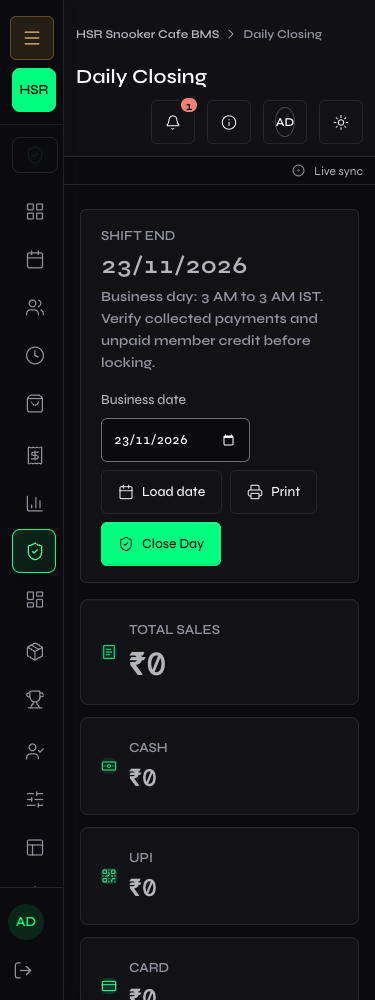 HSR
HSR Snooker Cafe BMS > Daily Closing
Daily Closing
1
AD
Live sync
SHIFT END
23/11/2026
Business day: 3 AM to 3 AM IST.
Verify collected payments and
unpaid member credit before
locking.
Business date
23/11/2026
Load date
Print
Close Day
TOTAL SALES
₹0
CASH
₹0
UPI
₹0
CARD
₹0
AD